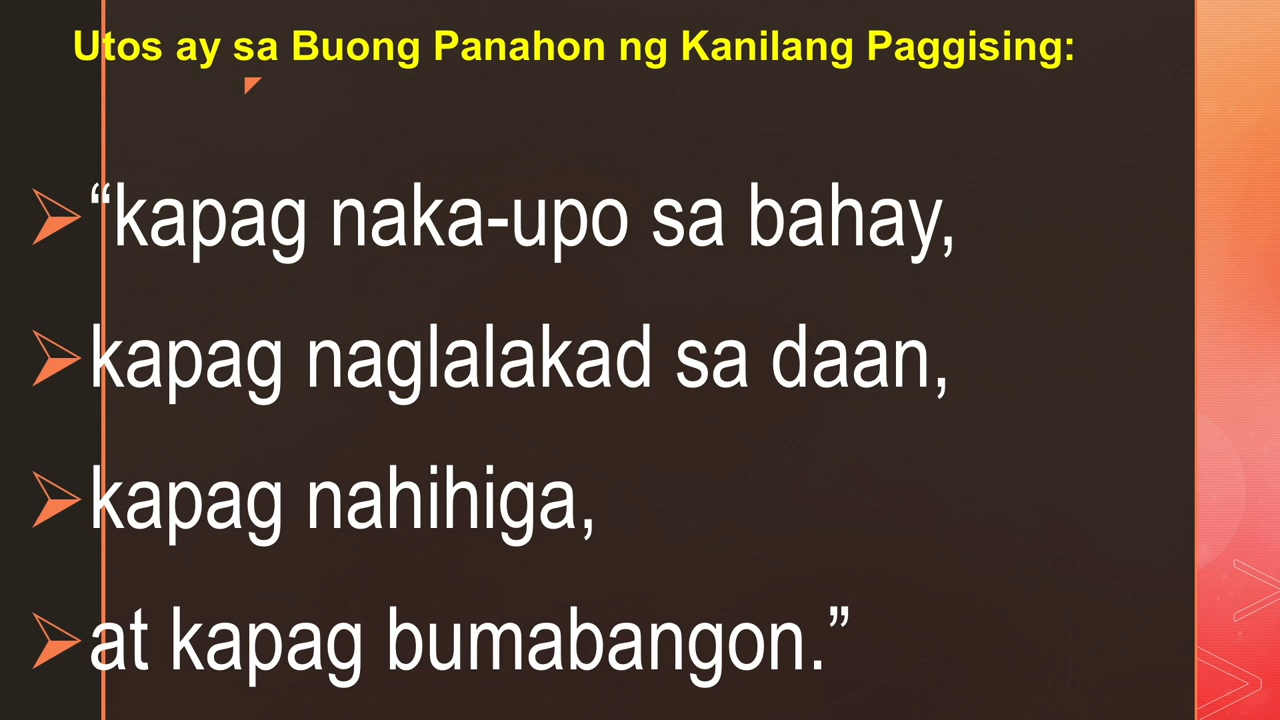 Utos ay sa Buong Panahon ng Kanilang Paggising:
“kapag naka-upo sa bahay,
kapag naglalakad sa daan,
kapag nahihiga,
at kapag bumabangon.”